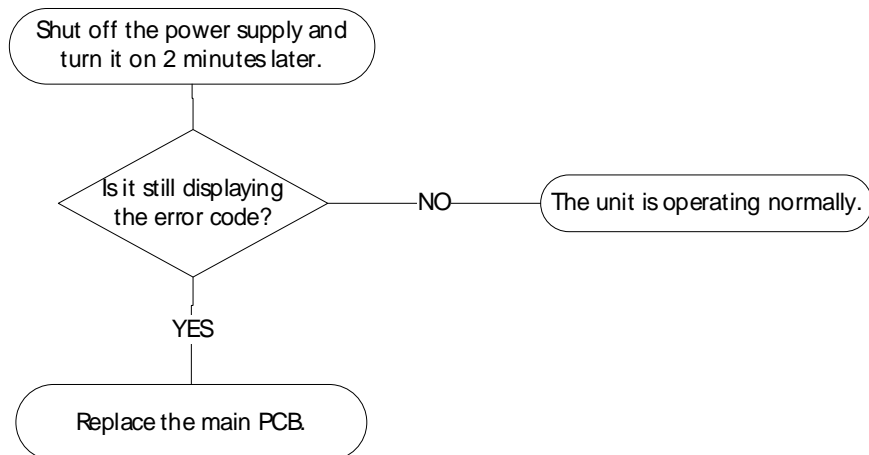 Shut off the power supply and
turn it on 2 minutes later.
Is it still displaying
the error code?
NO
The unit is operating normally.
YES
Replace the main PCB.